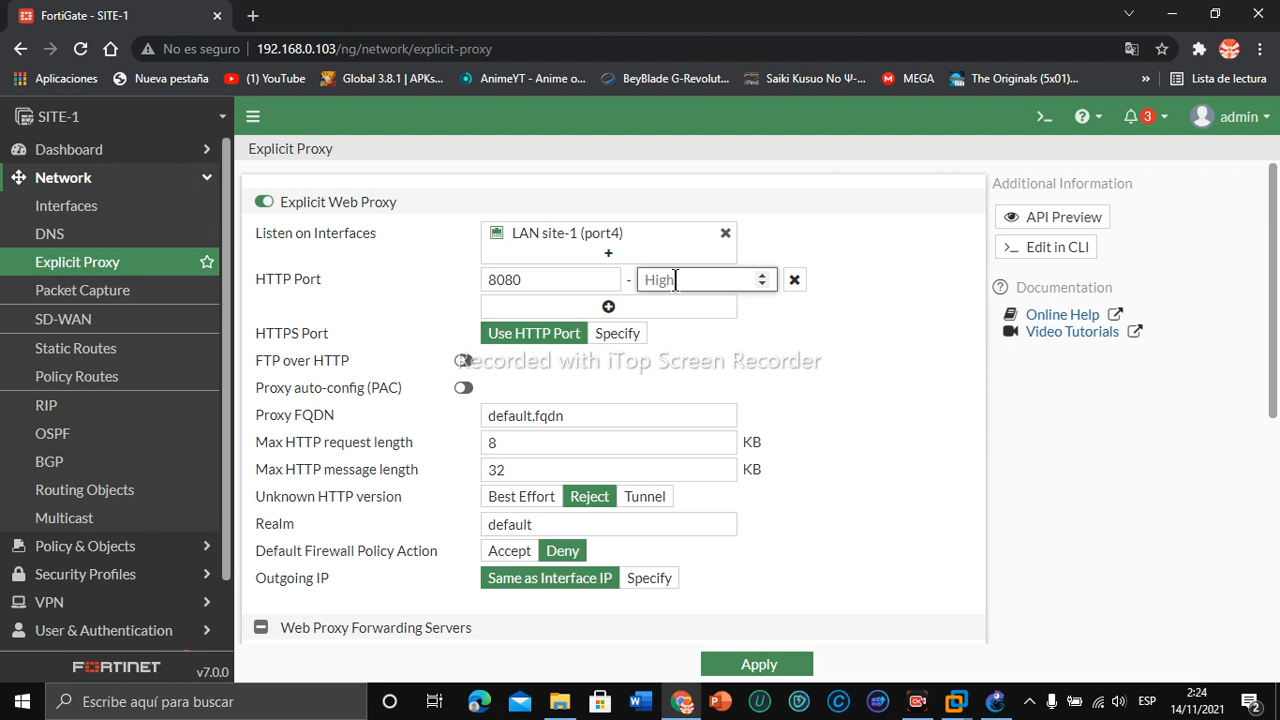 FortiGate - SITE-1
No es seguro 192.168.0.103/ng/network/explicit-proxy
Aplicaciones Nueva pestaña (1) YouTube Global 3.8.1 | APKs... AnimeYT - Anime o... BeyBlade G-Revolut... Saiki Kusuo No Ψ-... MEGA The Originals (5x01)... » Lista de lectura
SITE-1
admin
3
Dashboard
Network
Interfaces
DNS
Explicit Proxy
Packet Capture
SD-WAN
Static Routes
Policy Routes
RIP
OSPF
BGP
Routing Objects
Multicast
Policy & Objects
Security Profiles
VPN
User & Authentication
FORTINET v7.0.0
Explicit Proxy
Explicit Web Proxy
Listen on Interfaces LAN site-1 (port4)
HTTP Port 8080 - High
HTTPS Port Use HTTP Port Specify
FTP over HTTP
Recorded with iTop Screen Recorder
Proxy auto-config (PAC)
Proxy FQDN default.fqdn
Max HTTP request length 8 KB
Max HTTP message length 32 KB
Unknown HTTP version Best Effort Reject Tunnel
Realm default
Default Firewall Policy Action Accept Deny
Outgoing IP Same as Interface IP Specify
Web Proxy Forwarding Servers
Apply
Additional Information
API Preview
>_ Edit in CLI
Documentation
Online Help
Video Tutorials
Escribe aquí para buscar
ESP
2:24
14/11/2021
2